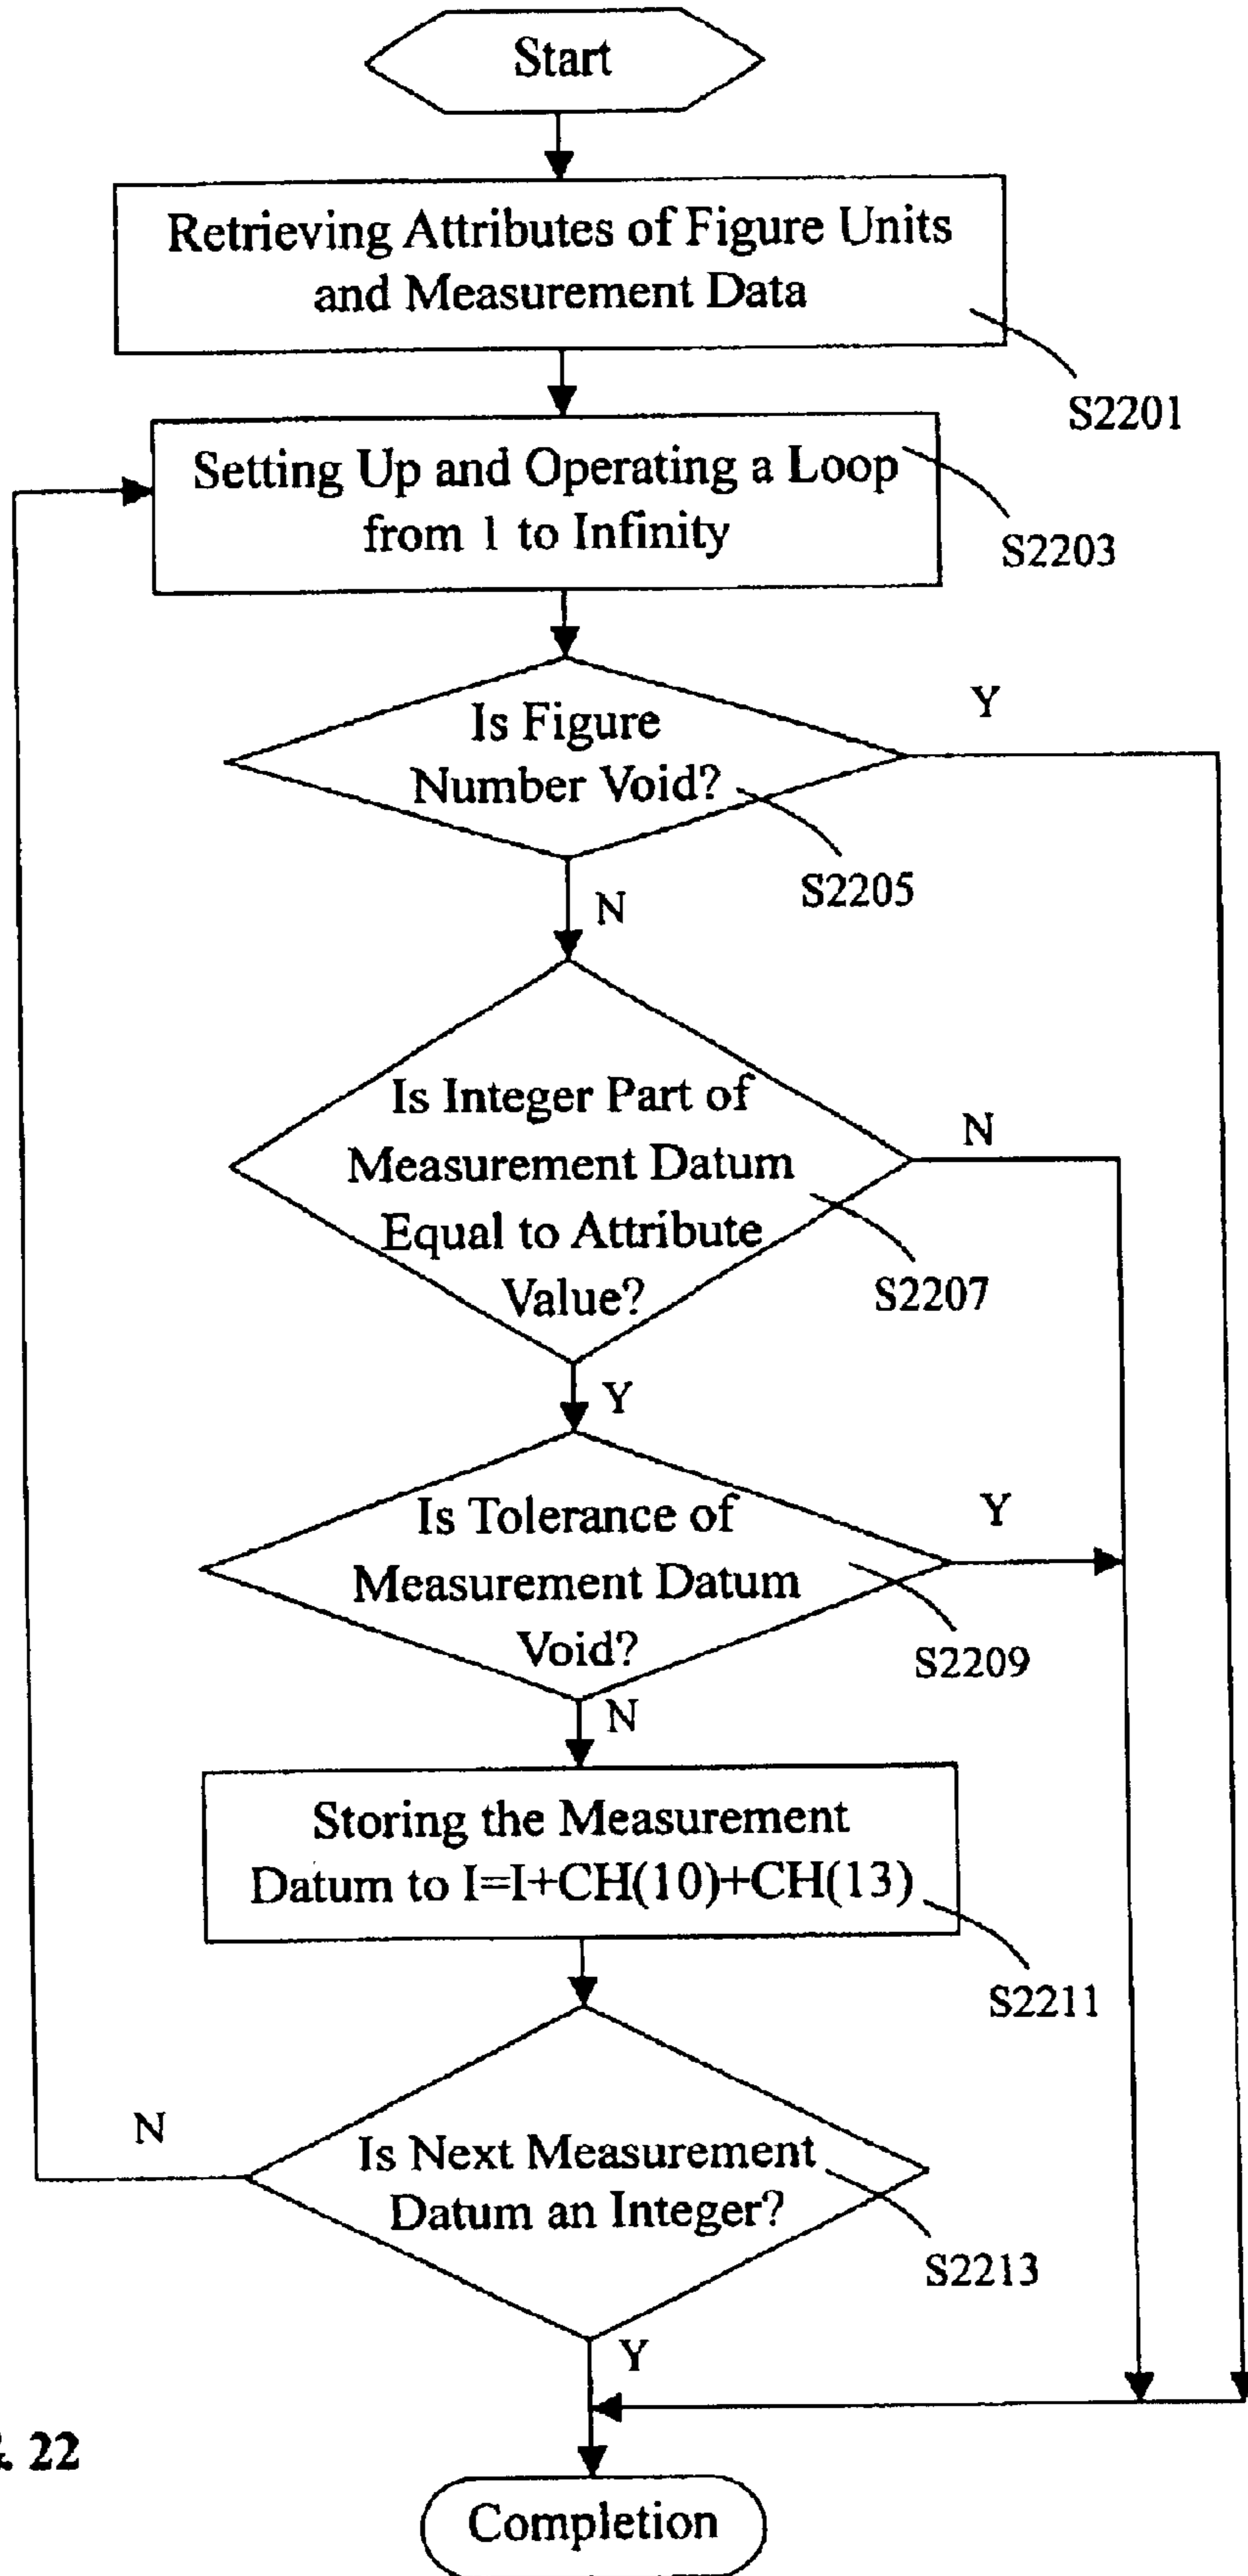 Start
Retrieving Attributes of Figure Units
and Measurement Data
S2201
Setting Up and Operating a Loop
from 1 to Infinity
S2203
Is Figure
Number Void?
Y
S2205
N
Is Integer Part of
Measurement Datum
Equal to Attribute
Value?
N
S2207
Y
Is Tolerance of
Measurement Datum
Void?
Y
S2209
N
Storing the Measurement
Datum to I=I+CH(10)+CH(13)
S2211
Is Next Measurement
Datum an Integer?
N
S2213
Y
22
Completion